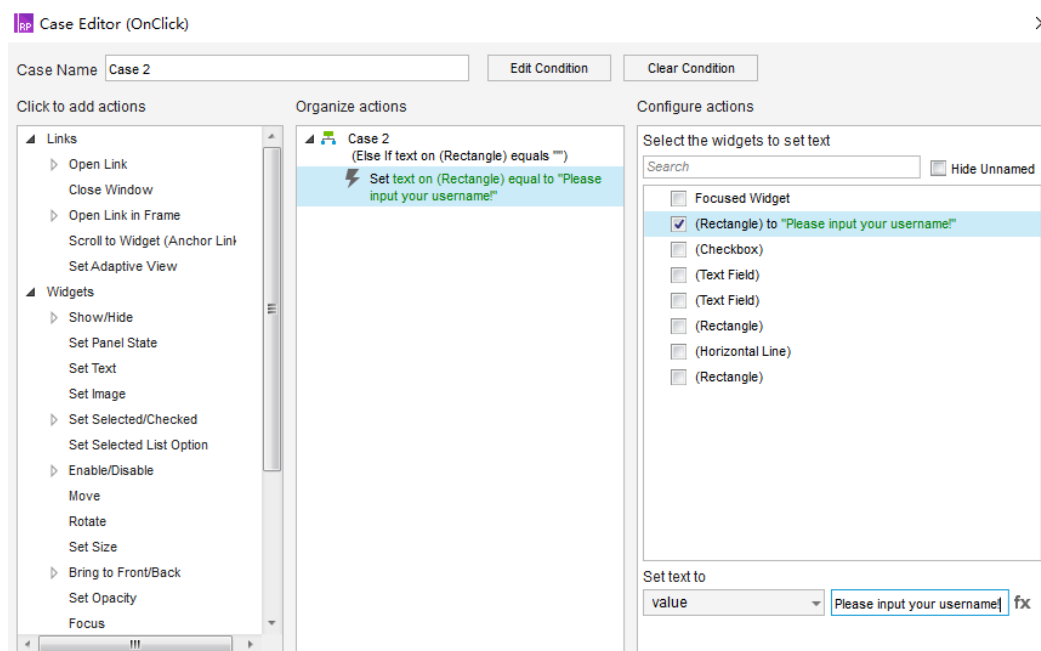 RP Case Editor (OnClick)
Case Name Case 2 Edit Condition Clear Condition
Click to add actions
Links
Open Link
Close Window
Open Link in Frame
Scroll to Widget (Anchor Link
Set Adaptive View
Widgets
Show/Hide
Set Panel State
Set Text
Set Image
Set Selected/Checked
Set Selected List Option
Enable/Disable
Move
Rotate
Set Size
Bring to Front/Back
Set Opacity
Focus
Organize actions
Case 2
(Else If text on (Rectangle) equals "")
Set text on (Rectangle) equal to "Please
input your username!"
Configure actions
Select the widgets to set text
Search Hide Unnamed
Focused Widget
(Rectangle) to "Please input your username!"
(Checkbox)
(Text Field)
(Text Field)
(Rectangle)
(Horizontal Line)
(Rectangle)
Set text to
value Please input your username! fx